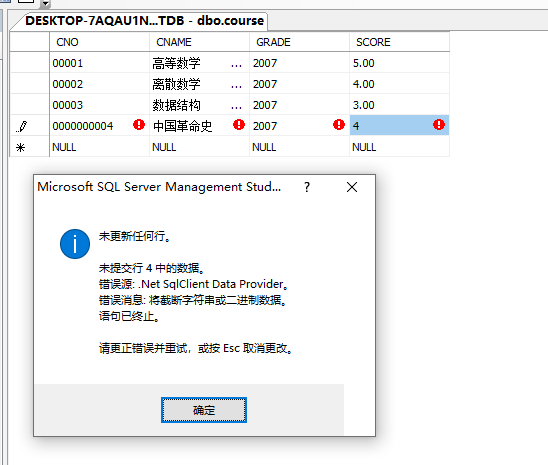 DESKTOP-7AQAU1N...TDB - dbo.course
CNO CNAME GRADE SCORE
00001 高等数学 ... 2007 5.00
00002 离散数学 ... 2007 4.00
00003 数据结构 ... 2007 3.00
0000000004 中国革命史 2007 4
NULL NULL NULL NULL
Microsoft SQL Server Management Stud...
未更新任何行。
未提交行 4 中的数据。
错误源: .Net SqlClient Data Provider。
错误消息: 将截断字符串或二进制数据。
语句已终止。
请更正错误并重试，或按 Esc 取消更改。
确定